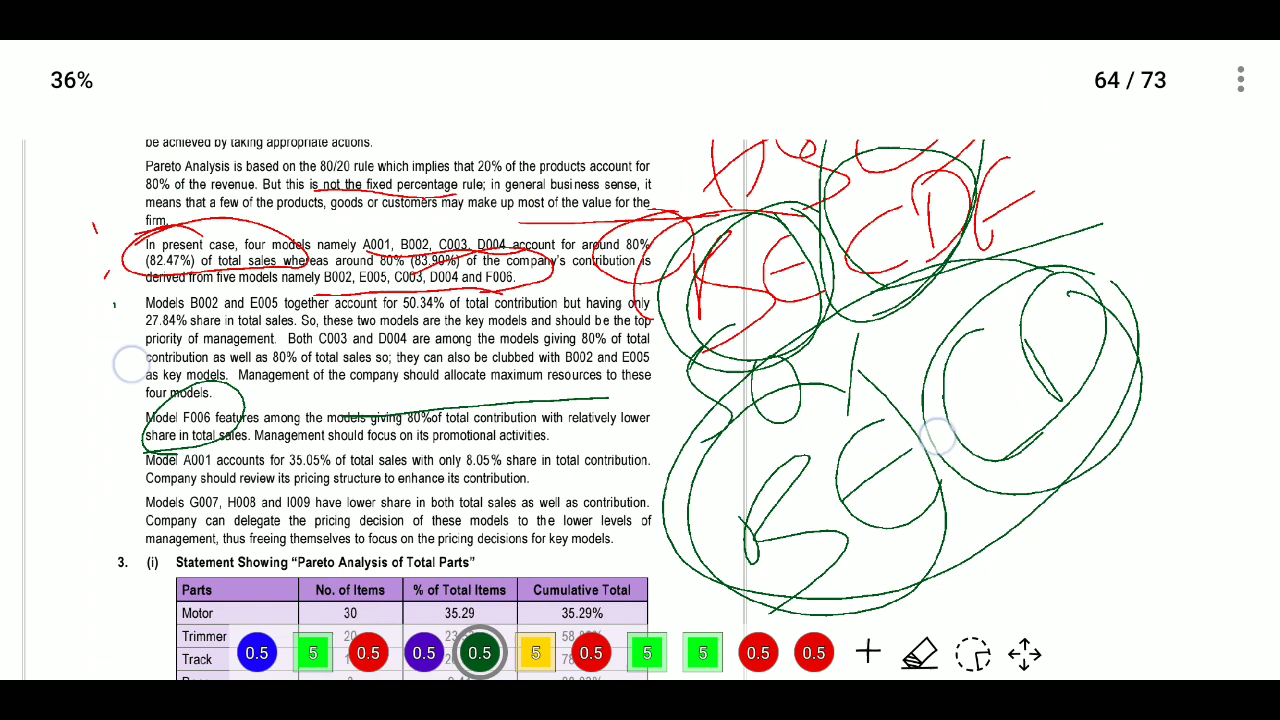 36%
64 / 73
be achieved by taking appropriate actions.
Pareto Analysis is based on the 80/20 rule which implies that 20% of the products account for
80% of the revenue. But this is not the fixed percentage rule; in general business sense, it
means that a few of the products, goods or customers may make up most of the value for the
firm.
In present case, four models namely A001, B002, C003, D004 account for around 80%
(82.47%) of total sales whereas around 80% (83.90%) of the company's contribution is
derived from five models namely B002, E005, C003, D004 and F006.
Models B002 and E005 together account for 50.34% of total contribution but having only
27.84% share in total sales. So, these two models are the key models and should be the top
priority of management. Both C003 and D004 are among the models giving 80% of total
contribution as well as 80% of total sales so; they can also be clubbed with B002 and E005
as key models. Management of the company should allocate maximum resources to these
four models.
Model F006 features among the models giving 80%of total contribution with relatively lower
share in total sales. Management should focus on its promotional activities.
Model A001 accounts for 35.05% of total sales with only 8.05% share in total contribution.
Company should review its pricing structure to enhance its contribution.
Models G007, H008 and I009 have lower share in both total sales as well as contribution.
Company can delegate the pricing decision of these models to the lower levels of
management, thus freeing themselves to focus on the pricing decisions for key models.
3. (i) Statement Showing "Pareto Analysis of Total Parts"
Parts No. of Items % of Total Items Cumulative Total
Motor 30 35.29 35.29%
Trimmer 20
Track
0.5 5 0.5 0.5 0.5 5 0.5 5 5 0.5 0.5